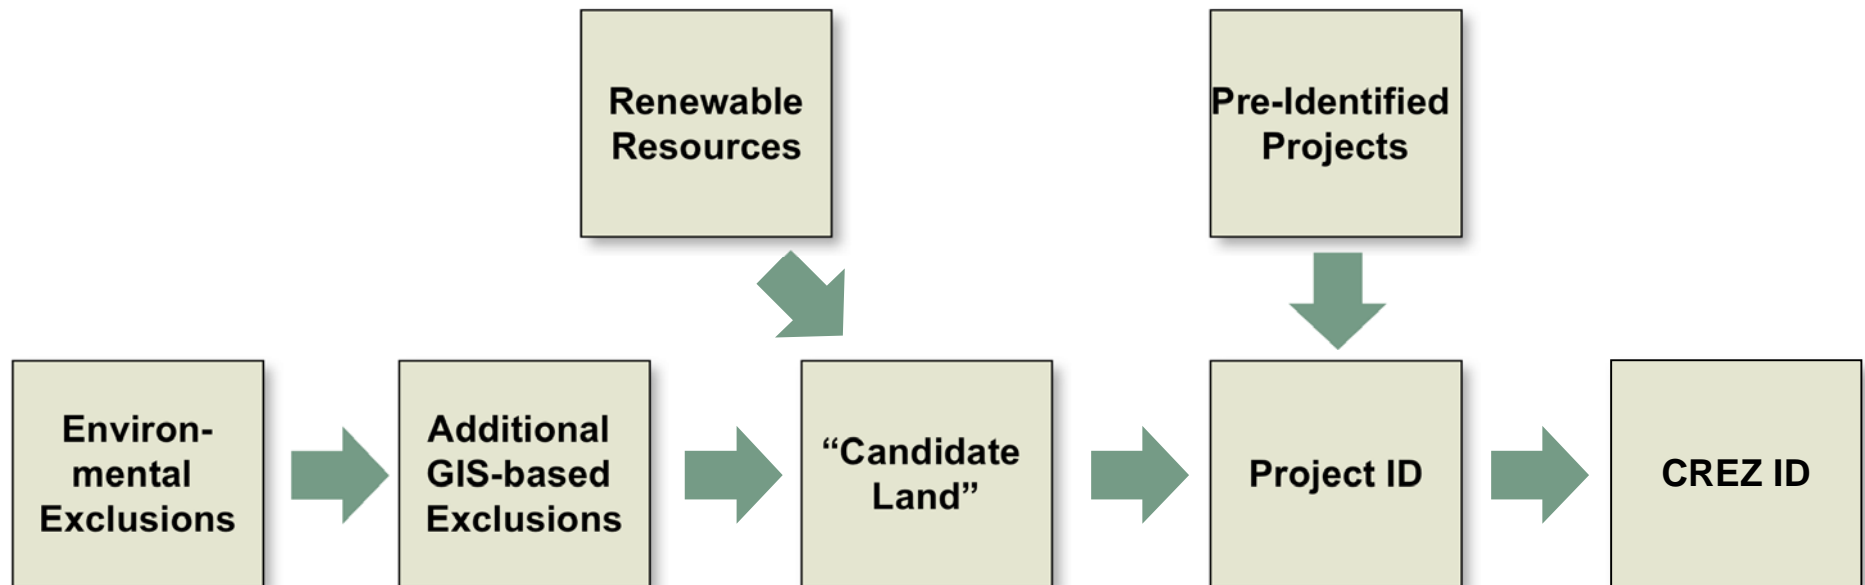 Renewable
Resources
Pre-Identified
Projects
Environ-
mental
Exclusions
Additional
GIS-based
Exclusions
“Candidate
Land”
Project ID
CREZ ID